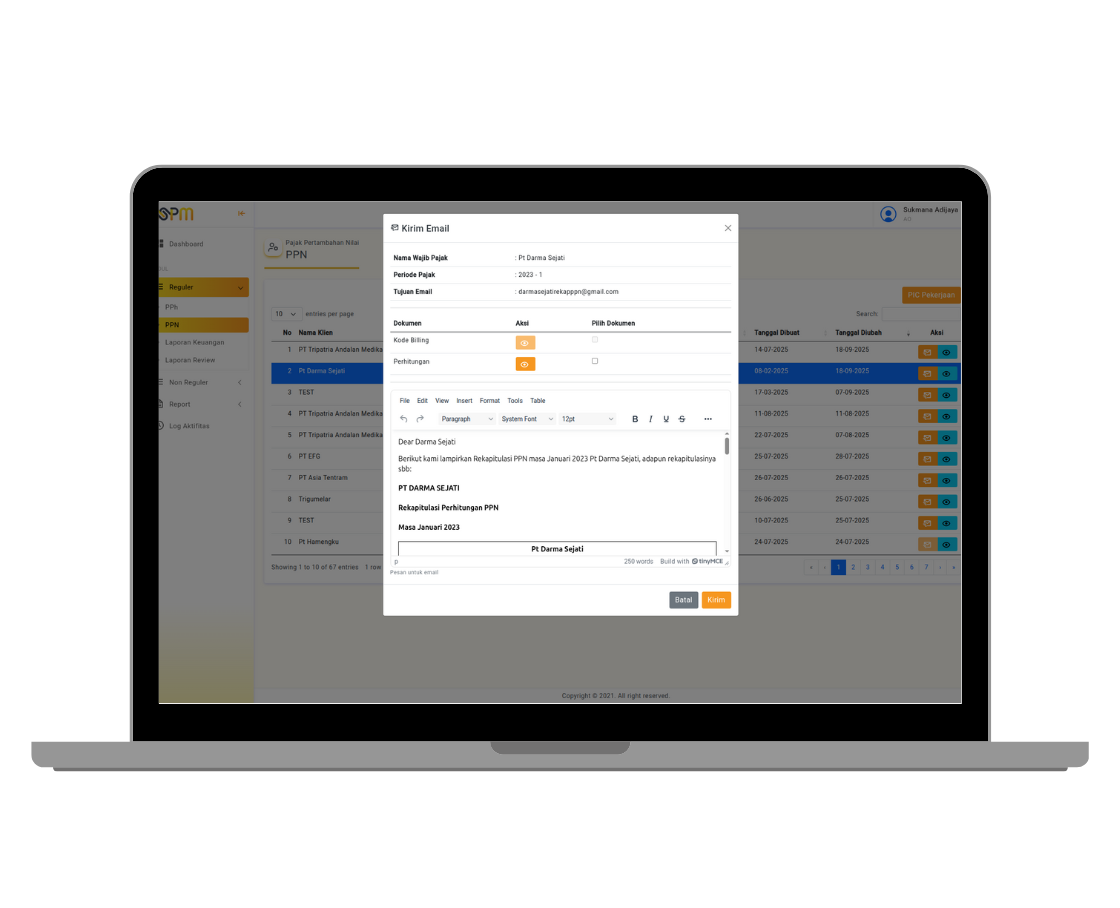 SPM
Sukmana Adijaya
Dashboard
Pajak Pertambahan Nilai
PPN
Reguler
PPh
PPN
Laporan Keuangan
Laporan Review
Non Reguler
Report
Log Aktifitas
PIC Pekerjaan
10 entries per page
Search:
No Nama Klien Tanggal Dibuat Tanggal Diubah Aksi
1 PT Tripatria Andalan Medika 14-07-2025 18-09-2025
2 Pt Darma Sejati 08-02-2025 16-09-2025
3 TEST 17-03-2025 07-09-2025
4 PT Tripatria Andalan Medika 11-08-2025 11-08-2025
5 PT Tripatria Andalan Medika 22-07-2025 07-08-2025
6 PT EFG 25-07-2025 28-07-2025
7 PT Asia Tentram 26-07-2025 26-07-2025
8 Trigumelar 26-06-2025 25-07-2025
9 TEST 10-07-2025 25-07-2025
10 Pt Hamengku 24-07-2025 24-07-2025
Showing 1 to 10 of 67 entries 1 row
« ‹ 1 2 3 4 5 6 7 › »
Copyright © 2021. All right reserved.
Kirim Email
Nama Wajib Pajak : Pt Darma Sejati
Periode Pajak : 2023 - 1
Tujuan Email : darmasejatirekapppn@gmail.com
Dokumen Aksi Pilih Dokumen
Kode Billing
Perhitungan
File Edit View Insert Format Tools Table
Paragraph System Font 12pt B I U S ...
Dear Darma Sejati
Berikut kami lampirkan Rekapitulasi PPN masa Januari 2023 Pt Darma Sejati, adapun rekapitulasinya
sbb:
PT DARMA SEJATI
Rekapitulasi Perhitungan PPN
Masa Januari 2023
Pt Darma Sejati
p 250 words Build with tinyMCE
Pesan untuk email
Batal Kirim